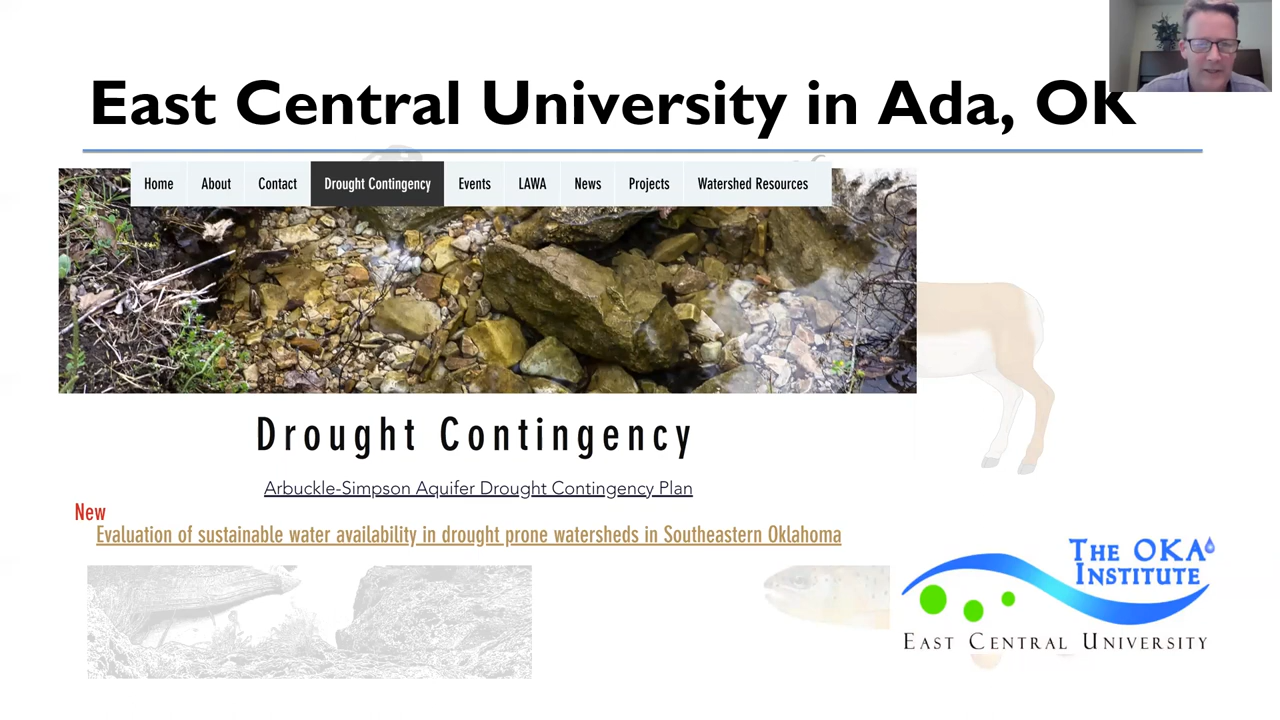 East Central University in Ada, OK
Home About Contact Drought Contingency Events LAWA News Projects Watershed Resources
Drought Contingency
Arbuckle-Simpson Aquifer Drought Contingency Plan
New
Evaluation of sustainable water availability in drought prone watersheds in Southeastern Oklahoma
THE OKA
INSTITUTE
EAST CENTRAL UNIVERSITY